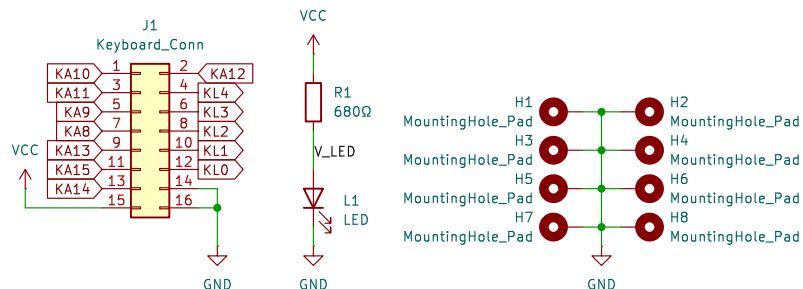 J1
Keyboard_Conn
KA10 1 2 KA12
KA11 3 4 KL4
KA9 5 6 KL3
KA8 7 8 KL2
KA13 9 10 KL1
KA15 11 12 KL0
KA14 13 14
15 16
VCC
GND
VCC
R1
680Ω
V_LED
L1
LED
GND
H1
MountingHole_Pad
H2
MountingHole_Pad
H3
MountingHole_Pad
H4
MountingHole_Pad
H5
MountingHole_Pad
H6
MountingHole_Pad
H7
MountingHole_Pad
H8
MountingHole_Pad
GND